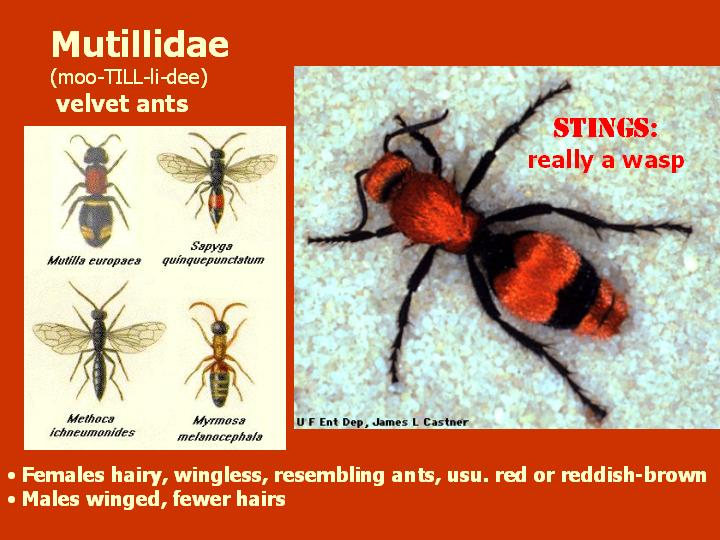 Mutillidae
(moo-TILL-li-dee)
velvet ants
STINGS:
really a wasp
Mutilla europaea
Sapyga
quinquepunctatum
Methoca
ichneumonides
Myrmosa
melanocephala
U F Ent Dep, James L Castner
• Females hairy, wingless, resembling ants, usu. red or reddish-brown
• Males winged, fewer hairs